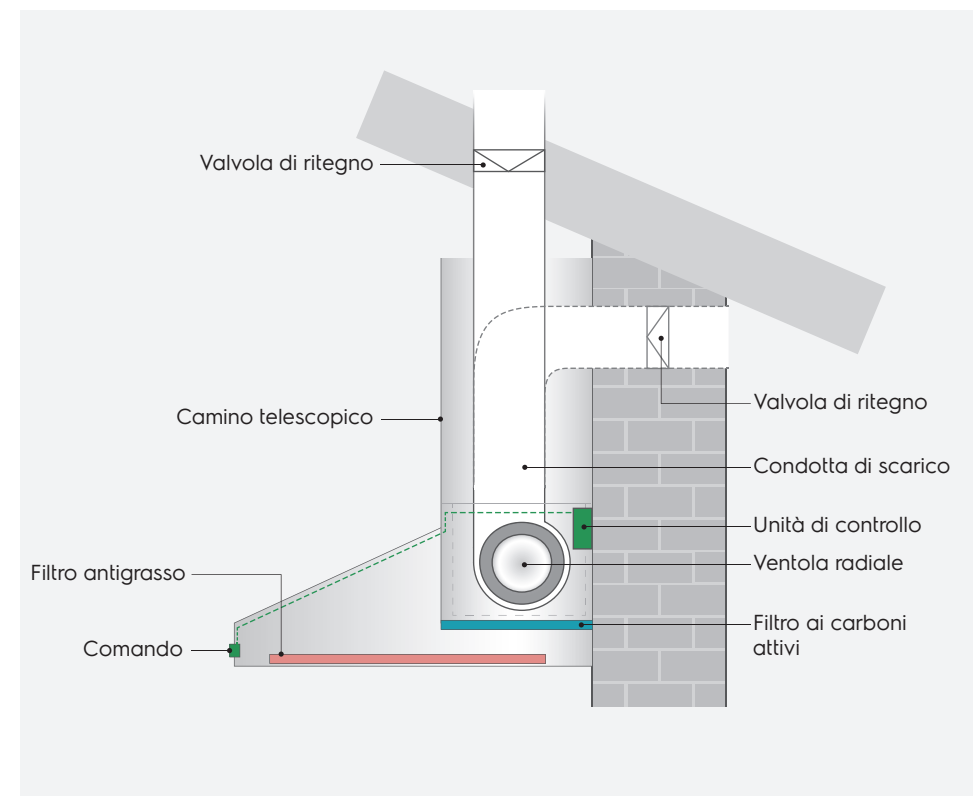 Valvola di ritegno
Camino telescopico
Filtro antigrasso
Comando
Valvola di ritegno
Condotta di scarico
Unità di controllo
Ventola radiale
Filtro ai carboni
attivi